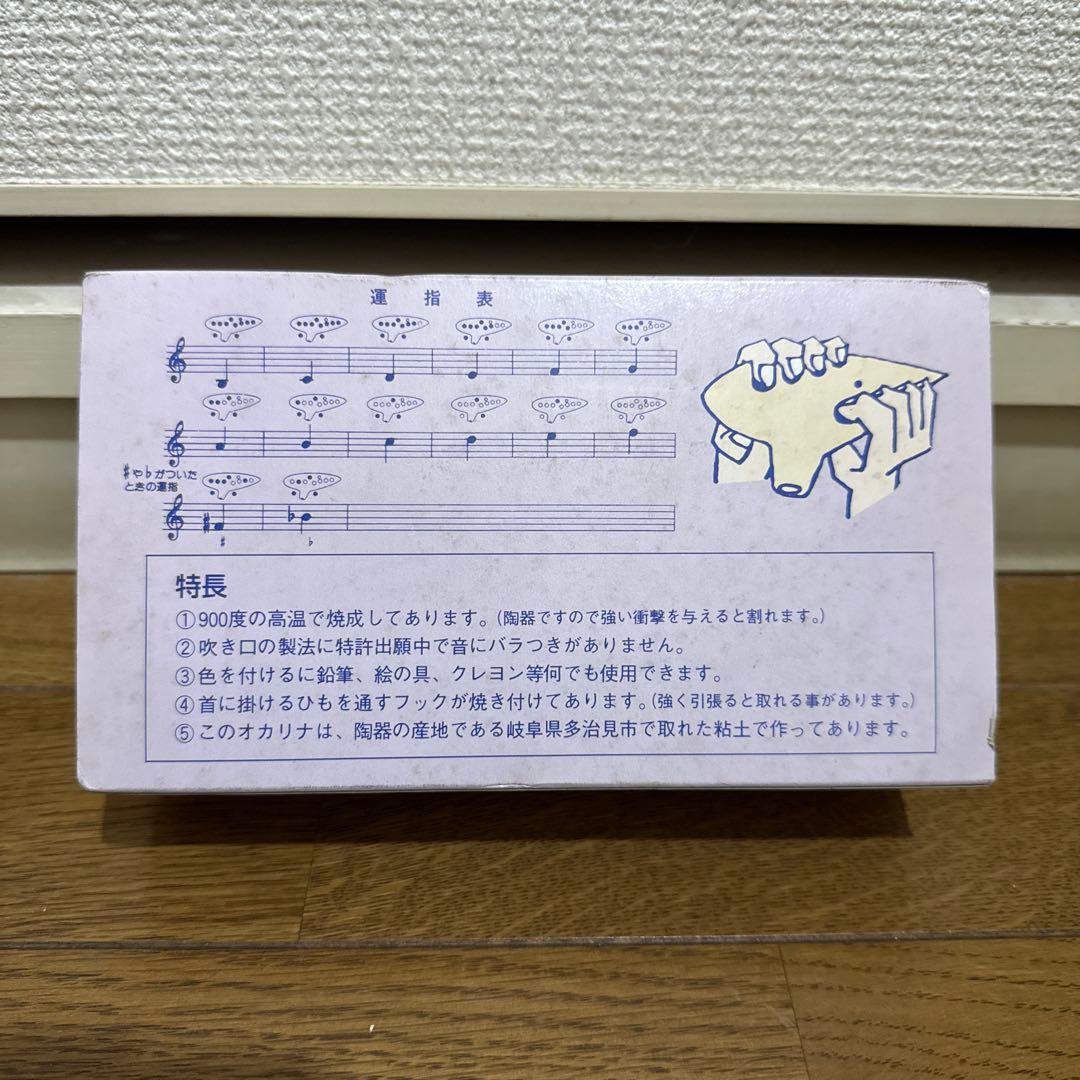 運指表
♯や♭がついた
ときの運指
♯ ♭
特長
①900度の高温で焼成してあります。(陶器ですので強い衝撃を与えると割れます。)
②吹き口の製法に特許出願中で音にバラつきがありません。
③色を付けるに鉛筆、絵の具、クレヨン等何でも使用できます。
④首に掛けるひもを通すフックが焼き付けてあります。(強く引張ると取れる事があります。)
⑤このオカリナは、陶器の産地である岐阜県多治見市で取れた粘土で作ってあります。